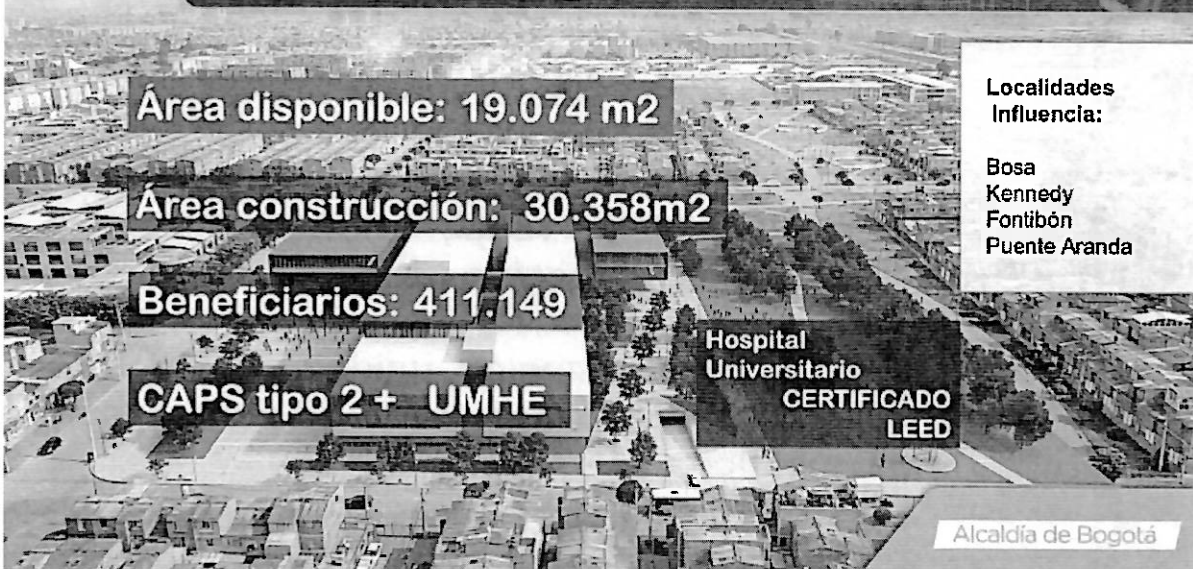 Área disponible: 19.074 m2
Área construcción: 30.358m2
Beneficiarios: 411.149
CAPS tipo 2 + UMHE
Localidades
Influencia:
Bosa
Kennedy
Fontibón
Puente Aranda
Hospital
Universitario
CERTIFICADO
LEED
Alcaldía de Bogotá